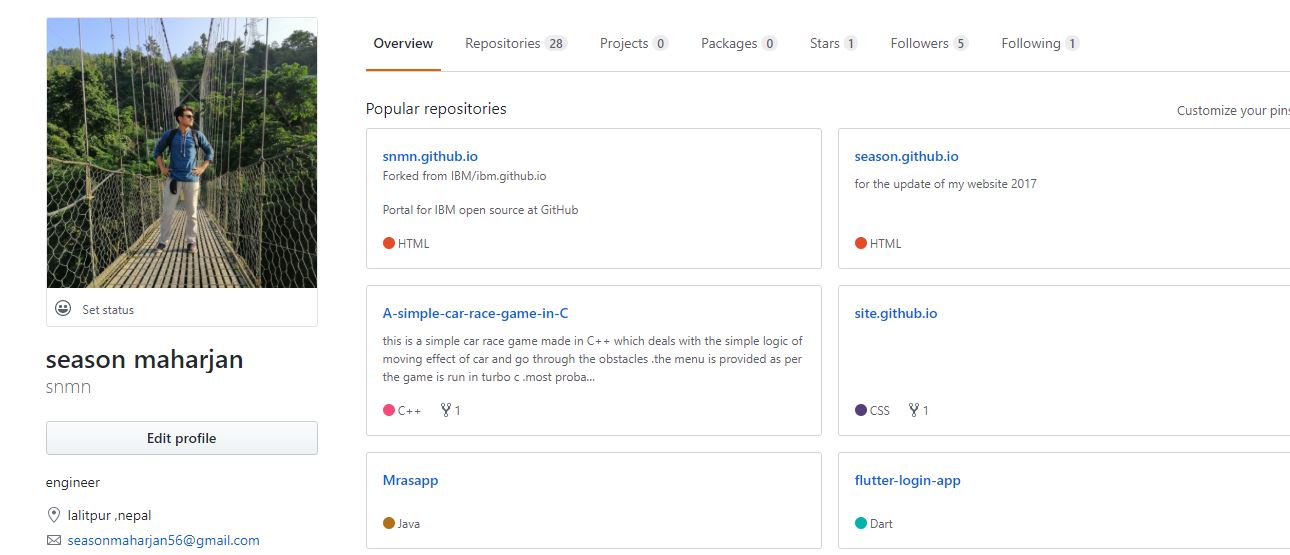 Overview
Repositories 28
Projects 0
Packages 0
Stars 1
Followers 5
Following 1
Popular repositories
Customize your pins
snmn.github.io
Forked from IBM/ibm.github.io
Portal for IBM open source at GitHub
HTML
season.github.io
for the update of my website 2017
HTML
A-simple-car-race-game-in-C
this is a simple car race game made in C++ which deals with the simple logic of
moving effect of car and go through the obstacles .the menu is provided as per
the game is run in turbo c .most proba...
C++ 1
site.github.io
CSS 1
Mrasapp
Java
flutter-login-app
Dart
Set status
season maharjan
snmn
Edit profile
engineer
lalitpur ,nepal
seasonmaharjan56@gmail.com